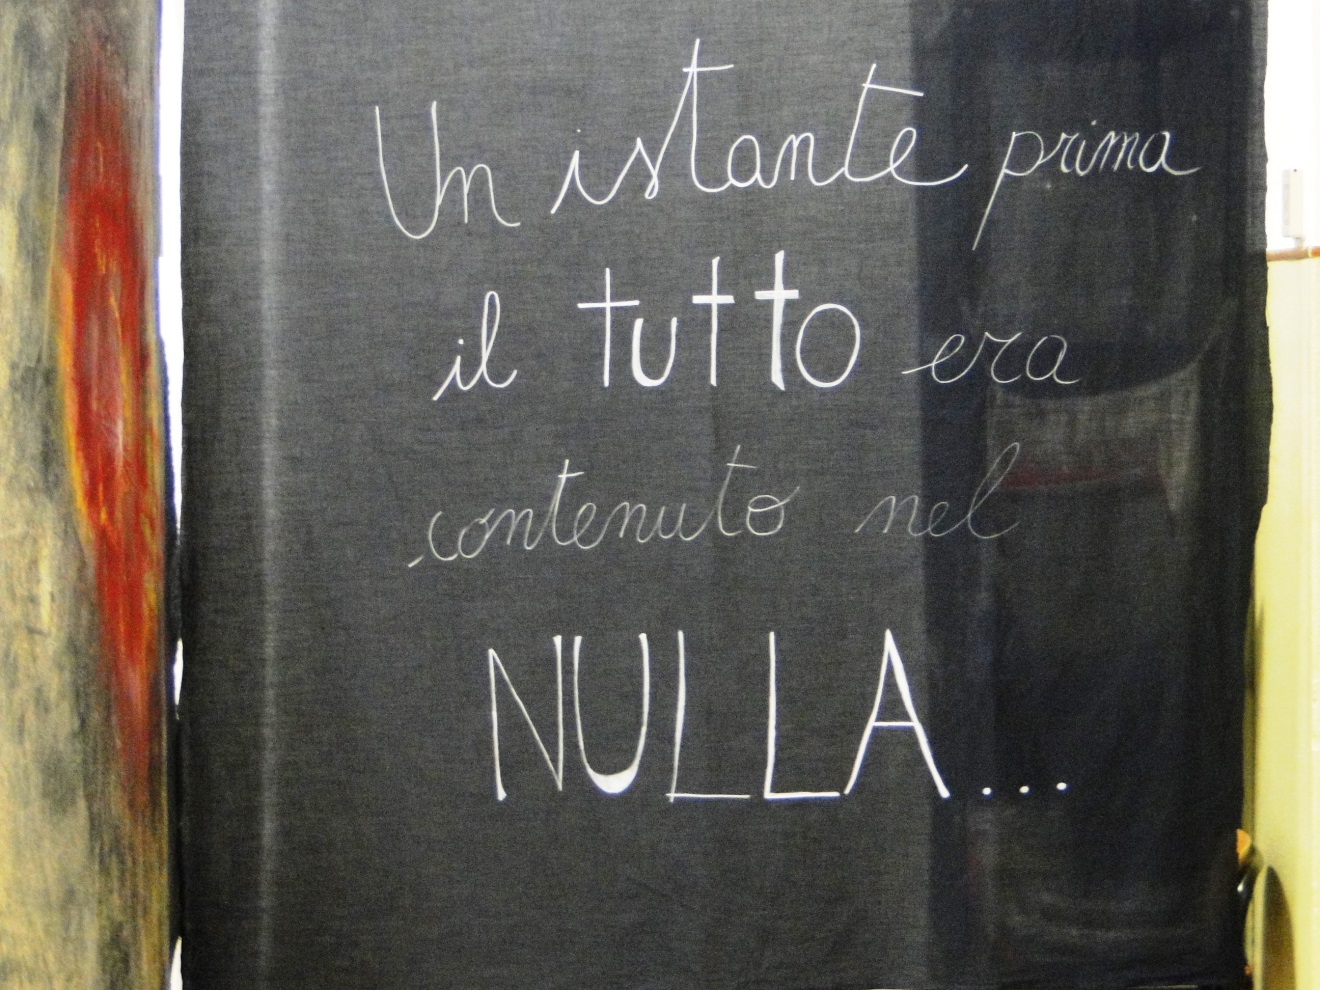 Un istante prima
il tutto era
contenuto nel
NULLA...